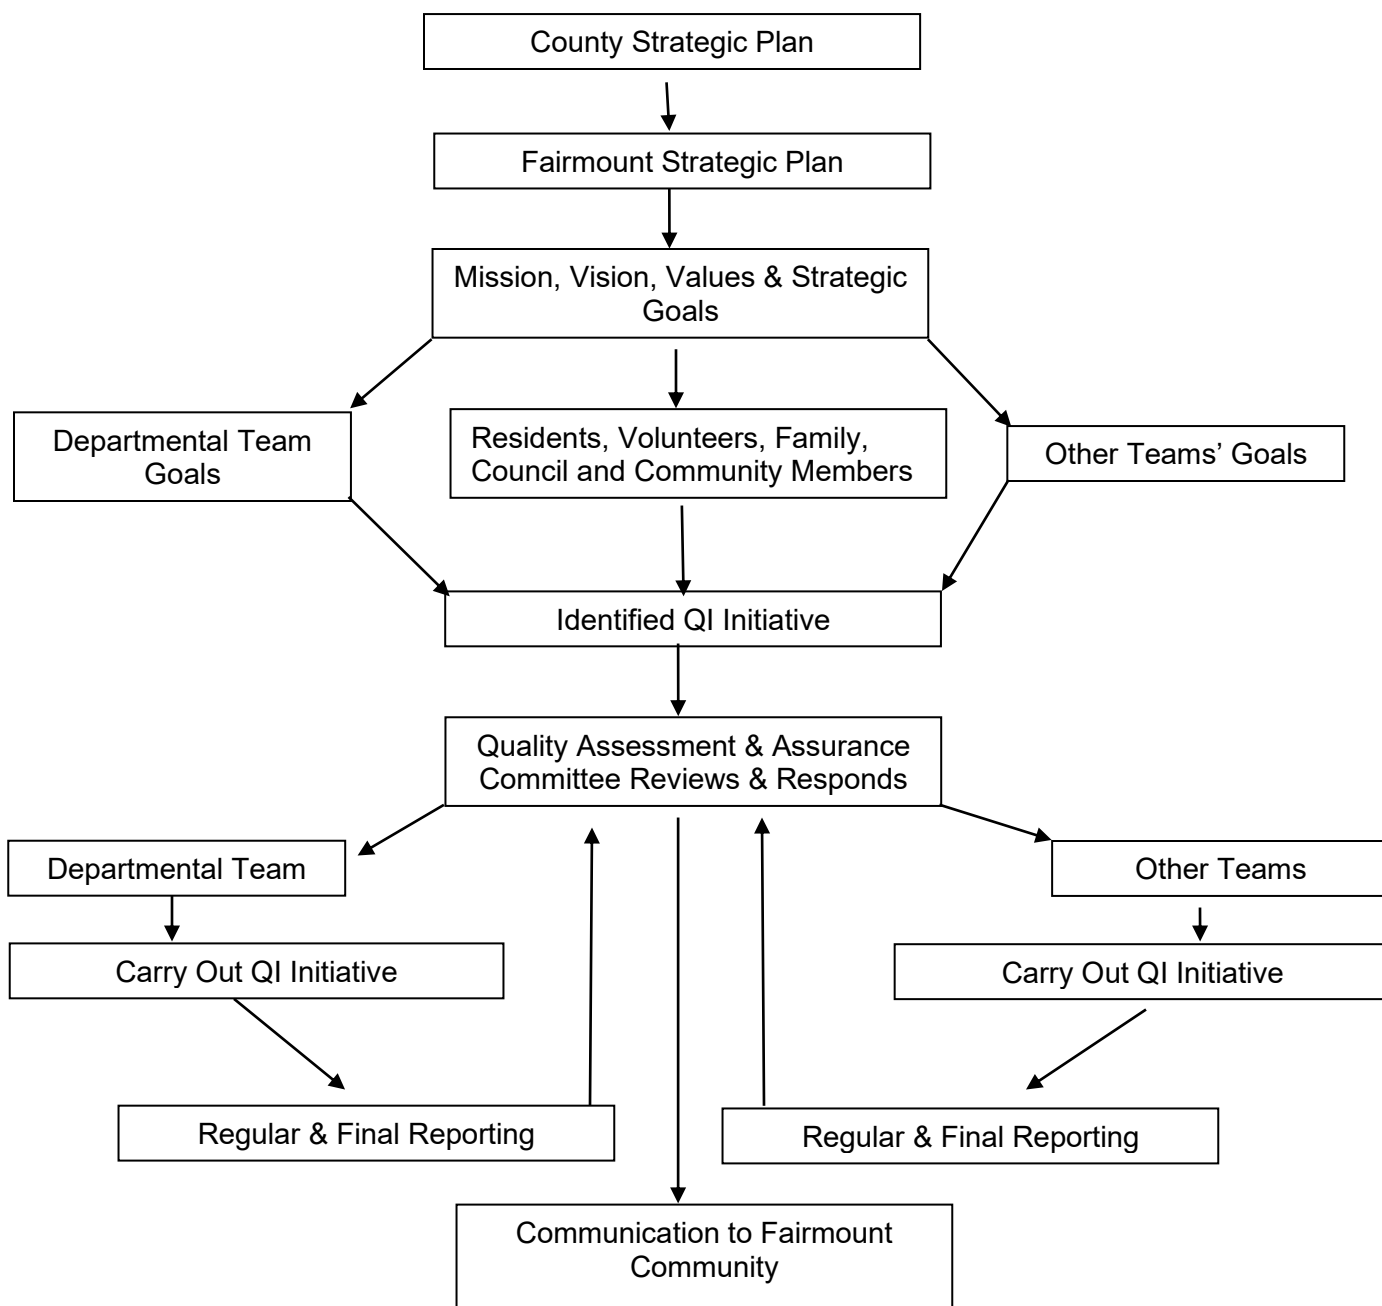 County Strategic Plan
Fairmount Strategic Plan
Mission, Vision, Values & Strategic
Goals
Departmental Team
Goals
Residents, Volunteers, Family,
Council and Community Members
Other Teams’ Goals
Identified QI Initiative
Quality Assessment & Assurance
Committee Reviews & Responds
Departmental Team
Other Teams
Carry Out QI Initiative
Carry Out QI Initiative
Regular & Final Reporting
Regular & Final Reporting
Communication to Fairmount
Community